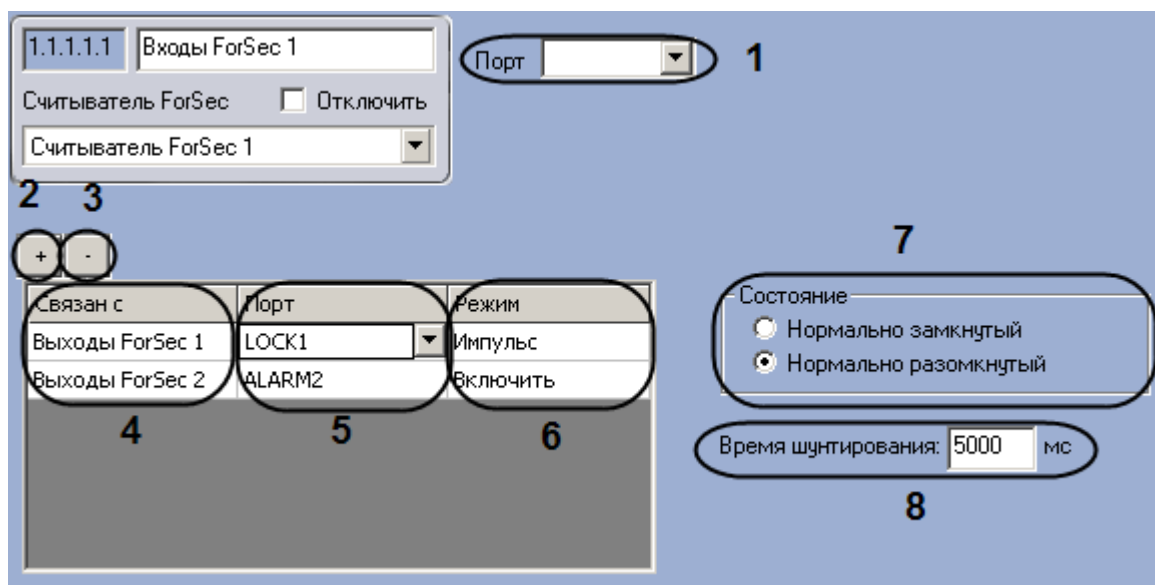 1.1.1.1.1 Входы ForSec 1
Порт 1
Считыватель ForSec Отключить
Считыватель ForSec 1
2 3
+ -
7
Связан с Порт Режим
Выходы ForSec 1 LOCK1 Импульс
Выходы ForSec 2 ALARM2 Включить
4 5 6
Состояние
Нормально замкнутый
Нормально разомкнутый
Время шунтирования: 5000 мс
8